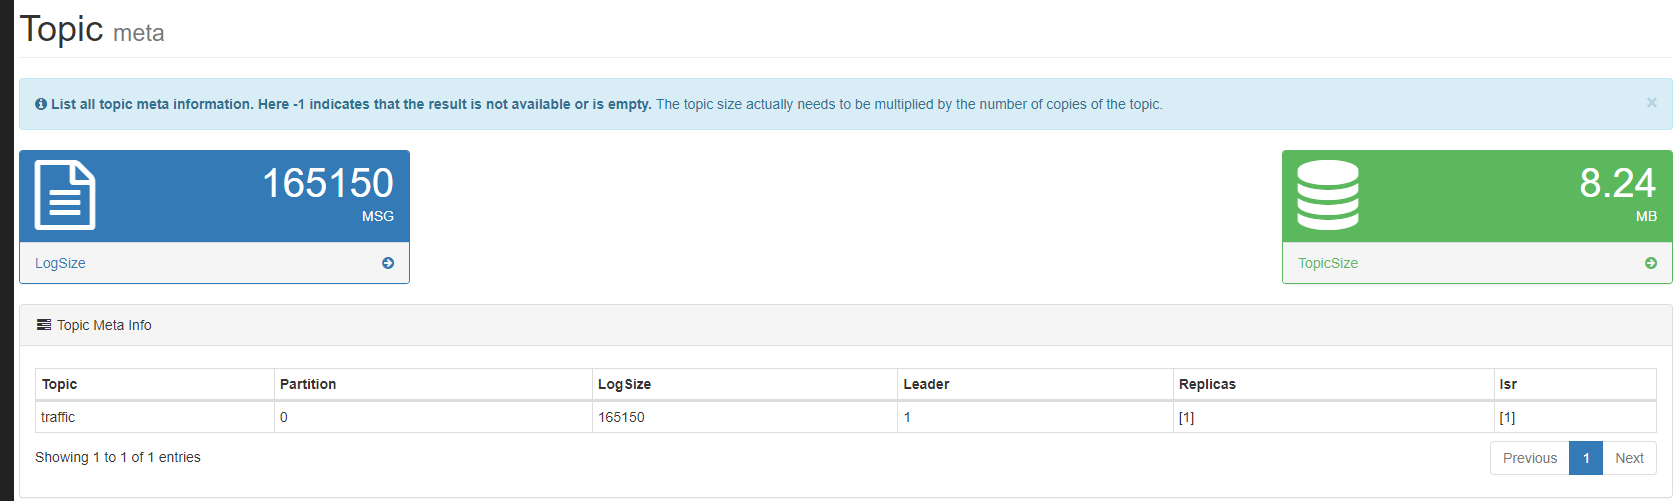 Topic meta
List all topic meta information. Here -1 indicates that the result is not available or is empty. The topic size actually needs to be multiplied by the number of copies of the topic. ×
165150
MSG
LogSize
8.24
MB
TopicSize
Topic Meta Info
Topic Partition LogSize Leader Replicas Isr
traffic 0 165150 1 [1] [1]
Showing 1 to 1 of 1 entries
Previous 1 Next